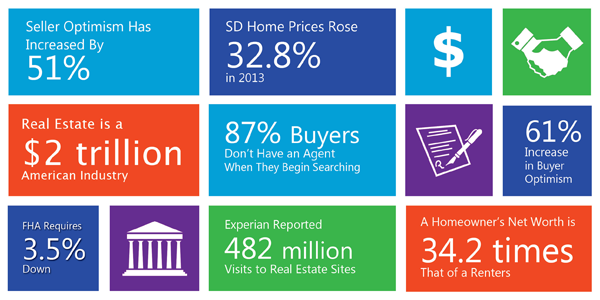 Seller Optimism Has
Increased By
51%
SD Home Prices Rose
32.8%
in 2013
$
Real Estate is a
$2 trillion
American Industry
87% Buyers
Don't Have an Agent
When They Begin Searching
61%
Increase
in Buyer
Optimism
FHA Requires
3.5%
Down
Experian Reported
482 million
Visits to Real Estate Sites
A Homeowner's Net Worth is
34.2 times
That of a Renters